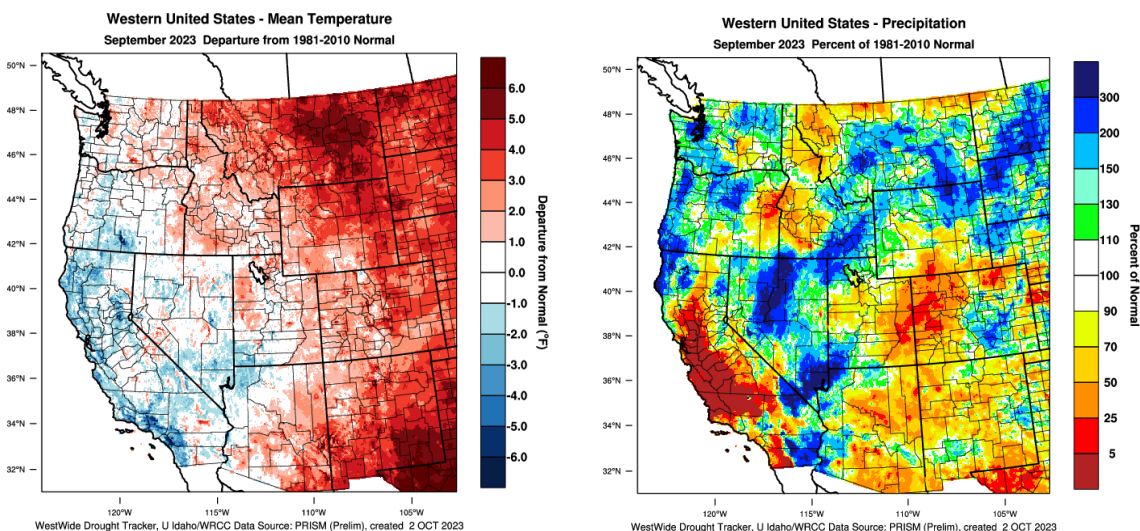 Western United States - Mean Temperature
September 2023 Departure from 1981-2010 Normal
50°N
48°N
46°N
44°N
42°N
40°N
38°N
36°N
34°N
32°N
120°W
115°W
110°W
105°W
6.0
5.0
4.0
3.0
2.0
1.0
0.0
-1.0
-2.0
-3.0
-4.0
-5.0
-6.0
Departure from Normal (°F)
WestWide Drought Tracker, U Idaho/WRCC Data Source: PRISM (Prelim), created 2 OCT 2023
Western United States - Precipitation
September 2023 Percent of 1981-2010 Normal
50°N
48°N
46°N
44°N
42°N
40°N
38°N
36°N
34°N
32°N
120°W
115°W
110°W
105°W
300
200
150
130
110
100
90
70
50
25
5
Percent of Normal
WestWide Drought Tracker, U Idaho/WRCC Data Source: PRISM (Prelim), created 2 OCT 2023